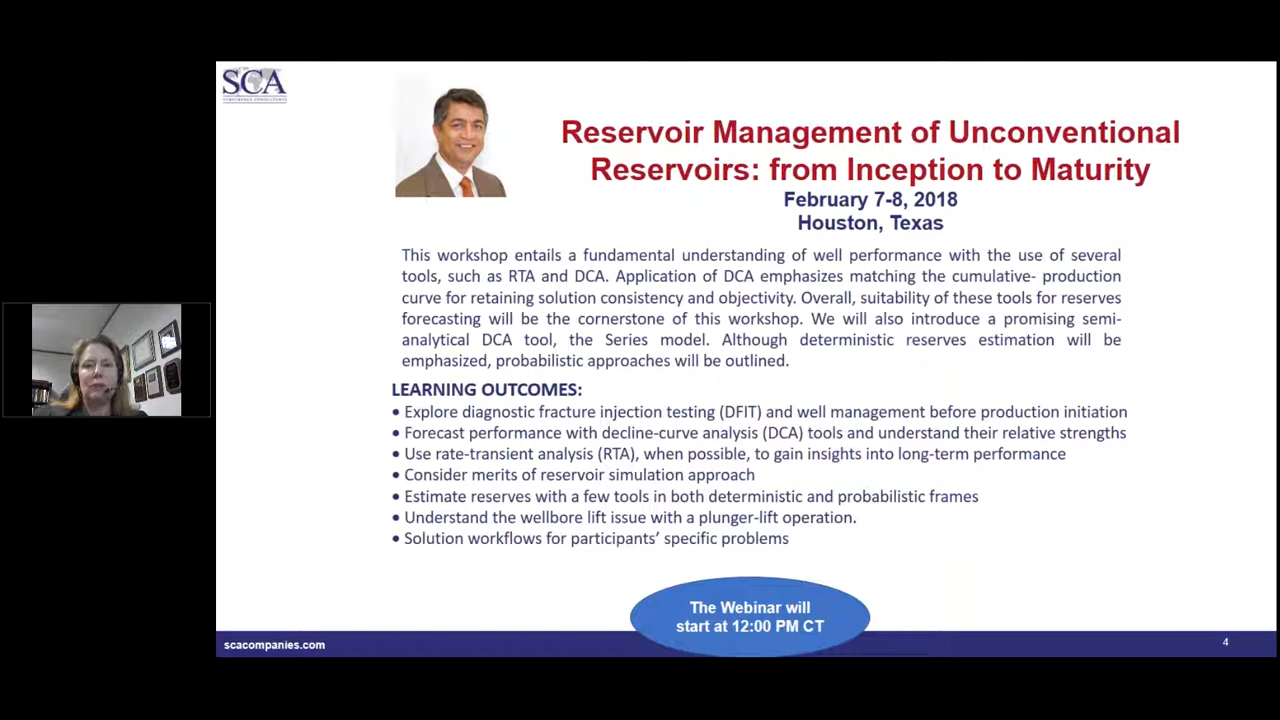 SCA
SUBSURFACE CONSULTANTS
Reservoir Management of Unconventional
Reservoirs: from Inception to Maturity
February 7-8, 2018
Houston, Texas
This workshop entails a fundamental understanding of well performance with the use of several
tools, such as RTA and DCA. Application of DCA emphasizes matching the cumulative- production
curve for retaining solution consistency and objectivity. Overall, suitability of these tools for reserves
forecasting will be the cornerstone of this workshop. We will also introduce a promising semi-
analytical DCA tool, the Series model. Although deterministic reserves estimation will be
emphasized, probabilistic approaches will be outlined.
LEARNING OUTCOMES:
• Explore diagnostic fracture injection testing (DFIT) and well management before production initiation
• Forecast performance with decline-curve analysis (DCA) tools and understand their relative strengths
• Use rate-transient analysis (RTA), when possible, to gain insights into long-term performance
• Consider merits of reservoir simulation approach
• Estimate reserves with a few tools in both deterministic and probabilistic frames
• Understand the wellbore lift issue with a plunger-lift operation.
• Solution workflows for participants’ specific problems
The Webinar will
start at 12:00 PM CT
scacompanies.com
4